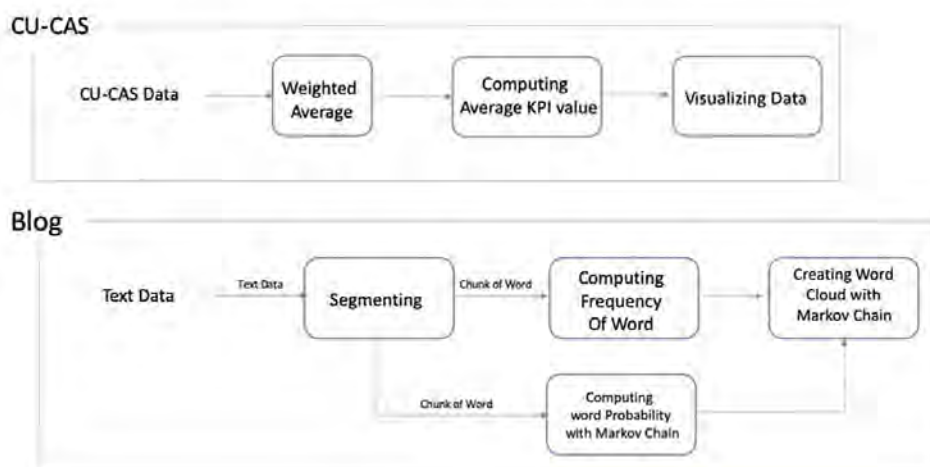 CU-CAS
CU-CAS Data
Weighted
Average
Computing
Average KPI value
Visualizing Data
Blog
Text Data
Text Data
Segmenting
Chunk of Word
Computing
Frequency
Of Word
Creating Word
Cloud with
Markov Chain
Chunk of Word
Computing
word Probability
with Markov Chain